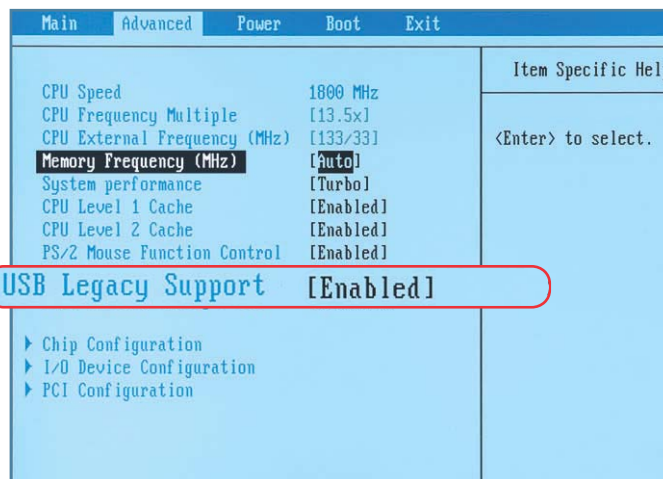 Main Advanced Power Boot Exit
Item Specific Hel
CPU Speed 1800 MHz
CPU Frequency Multiple [13.5x]
CPU External Frequency (MHz) [133/33]
<Enter> to select.
Memory Frequency (MHz) [Auto]
System performance [Turbo]
CPU Level 1 Cache [Enabled]
CPU Level 2 Cache [Enabled]
PS/2 Mouse Function Control [Enabled]
USB Legacy Support [Enabled]
Chip Configuration
I/O Device Configuration
PCI Configuration